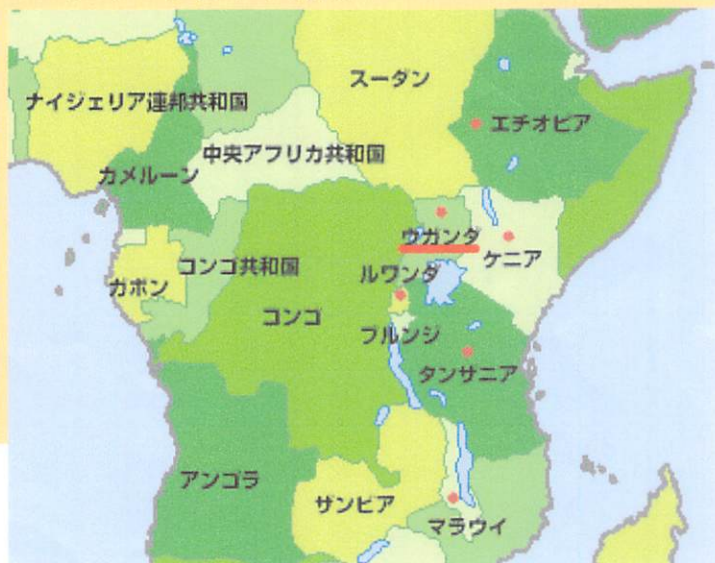 スーダン
ナイジェリア連邦共和国
エチオピア
中央アフリカ共和国
カメルーン
ウガンダ
ケニア
コンゴ共和国
ルワンダ
ガボン
コンゴ
ブルンジ
タンサニア
アンゴラ
ザンビア
マラウイ